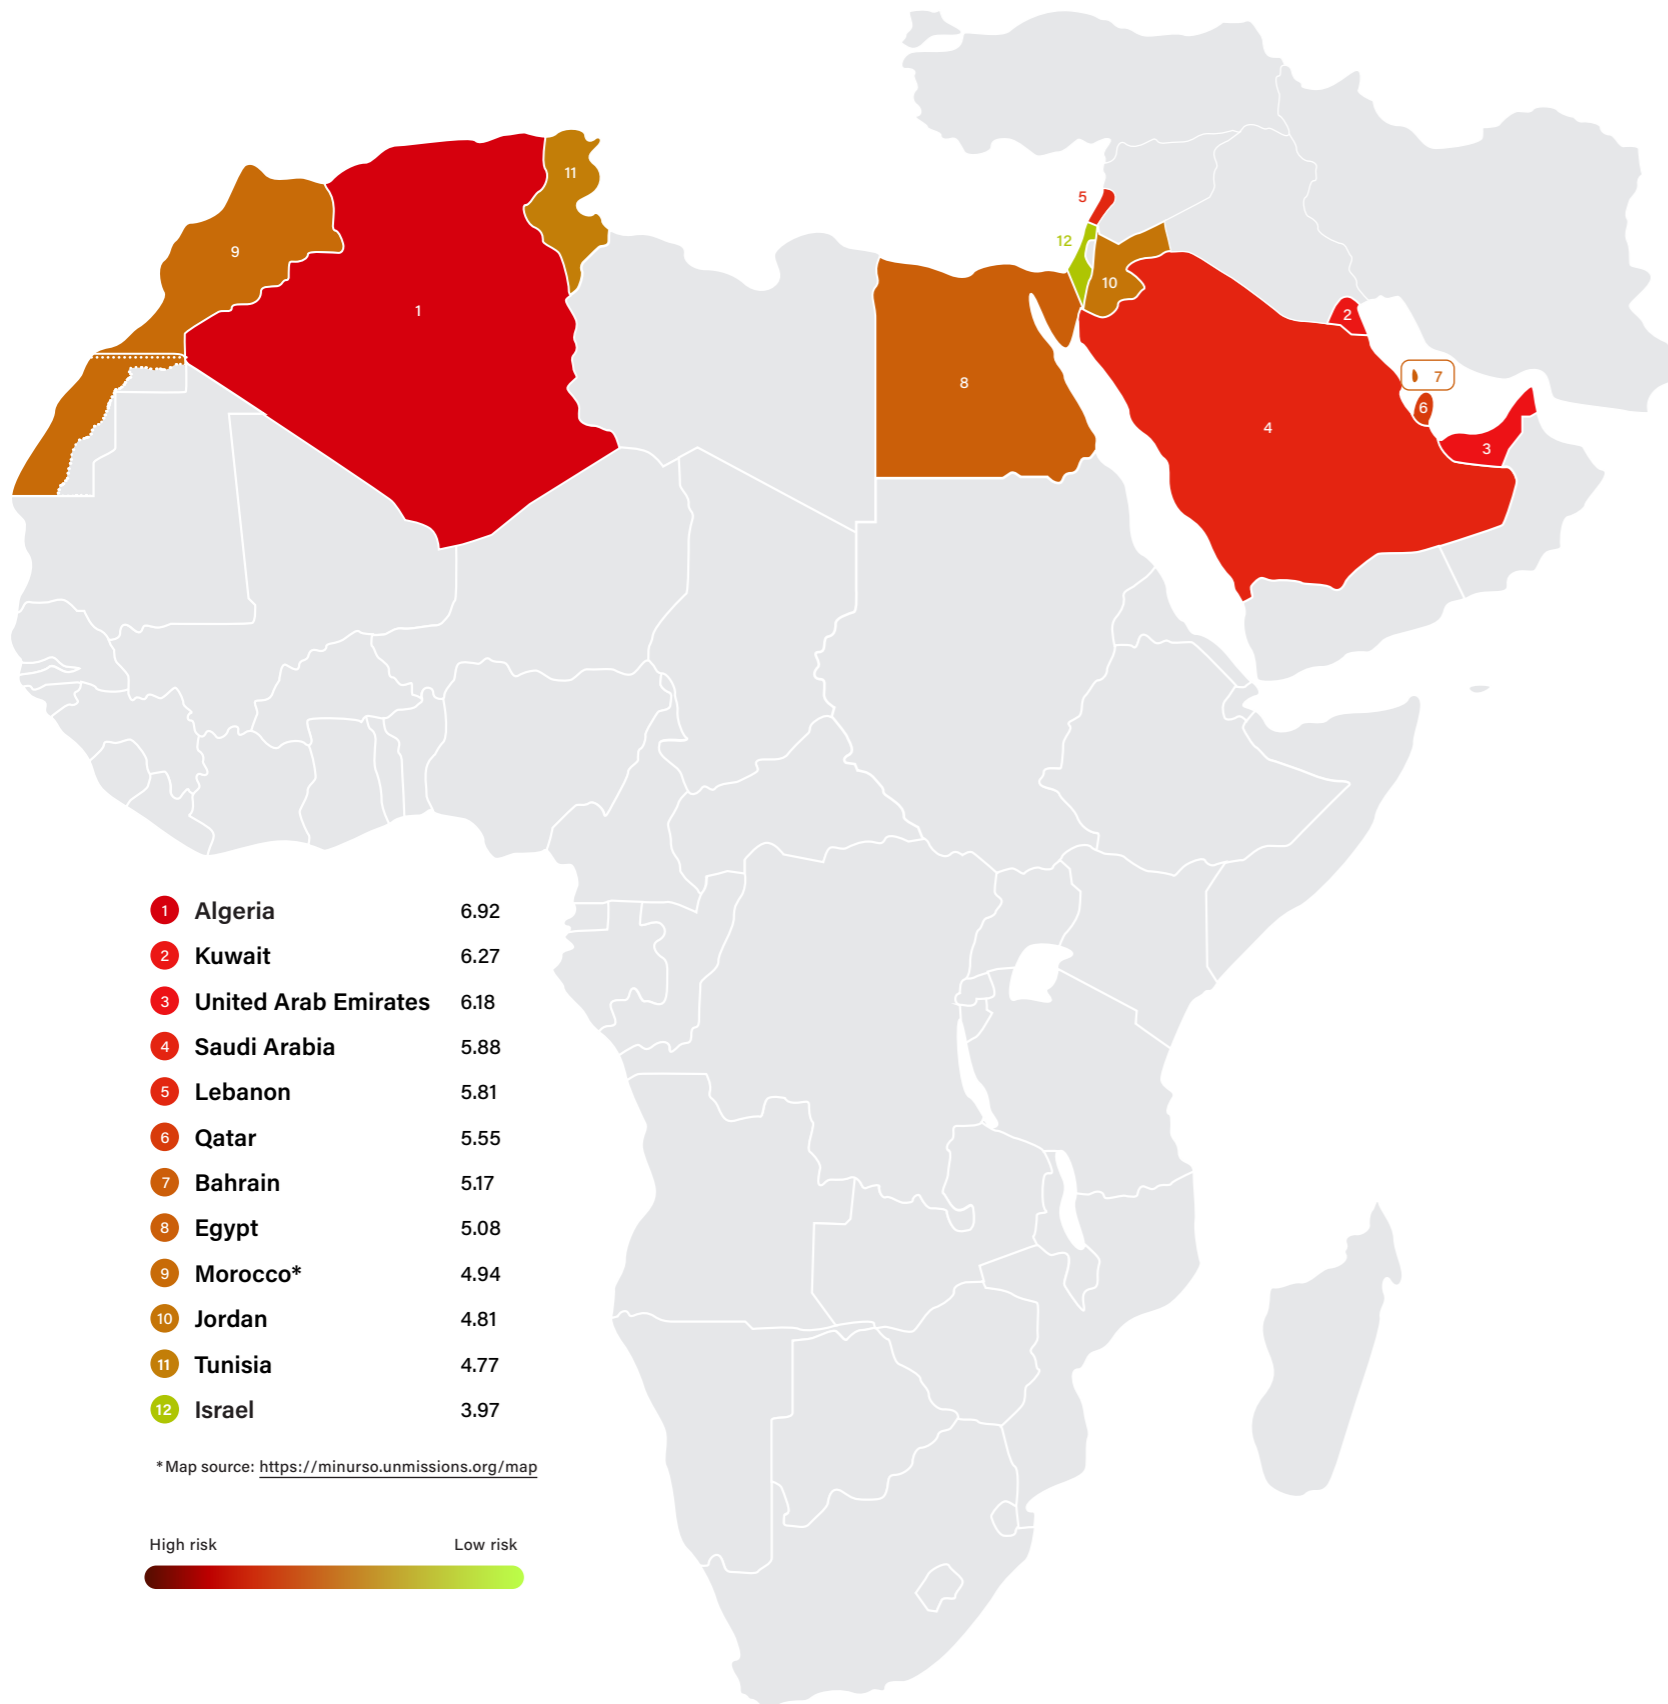 11
5
9
12
10
1
2
7
8
6
4
3
1 Algeria 6.92
2 Kuwait 6.27
3 United Arab Emirates 6.18
4 Saudi Arabia 5.88
5 Lebanon 5.81
6 Qatar 5.55
7 Bahrain 5.17
8 Egypt 5.08
9 Morocco* 4.94
10 Jordan 4.81
11 Tunisia 4.77
12 Israel 3.97
*Map source: https://minurso.unmissions.org/map
High risk Low risk